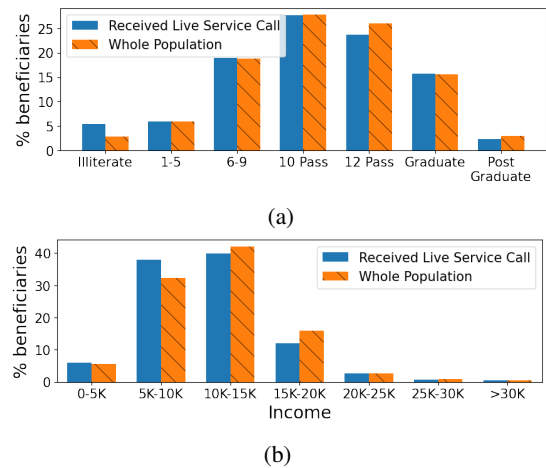 25
20
15
10
5
0
% beneficiaries
Received Live Service Call
Whole Population
Illiterate 1-5 6-9 10 Pass 12 Pass Graduate Post
Graduate
(a)
40
30
20
10
0
% beneficiaries
Received Live Service Call
Whole Population
0-5K 5K-10K 10K-15K 15K-20K 20K-25K 25K-30K >30K
Income
(b)